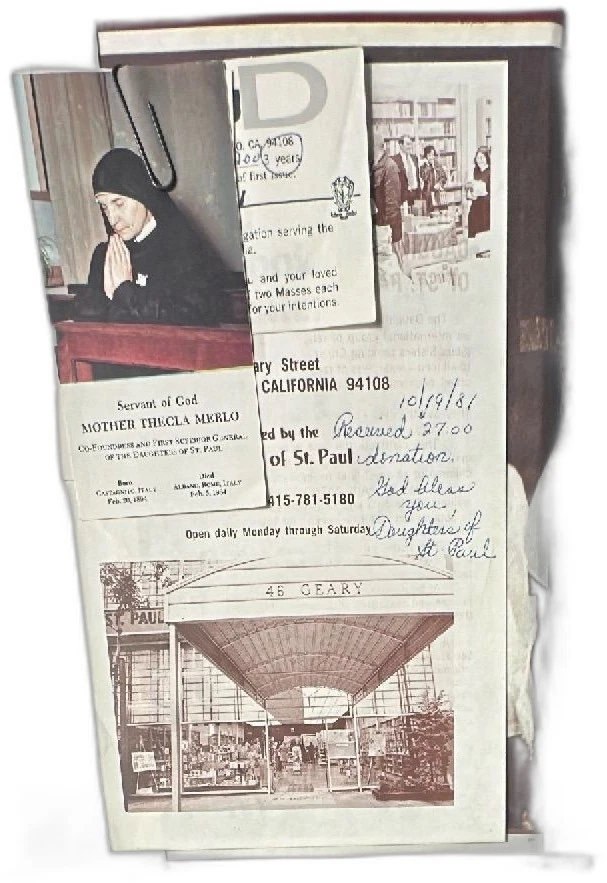 D
O, CA 94108
3 years
of first issue.
gation serving the
u and your loved
two Masses each
for your intentions.
ary Street
CALIFORNIA 94108
10/19/81
ed by the
Received $2700
of St. Paul
donation.
415-781-5180
God bless
you,
Open daily Monday through Saturday
Daughters of
St Paul
Servant of God
MOTHER THECLA MERLO
CO-FOUNDRESS AND FIRST SUPERIOR GENERAL
OF THE DAUGHTERS OF ST. PAUL
Born
CASTAGNITO, ITALY
Feb. 20, 1894
Died
ALBANO, ROME, ITALY
Feb. 5, 1964
46 GEARY
ST. PAUL